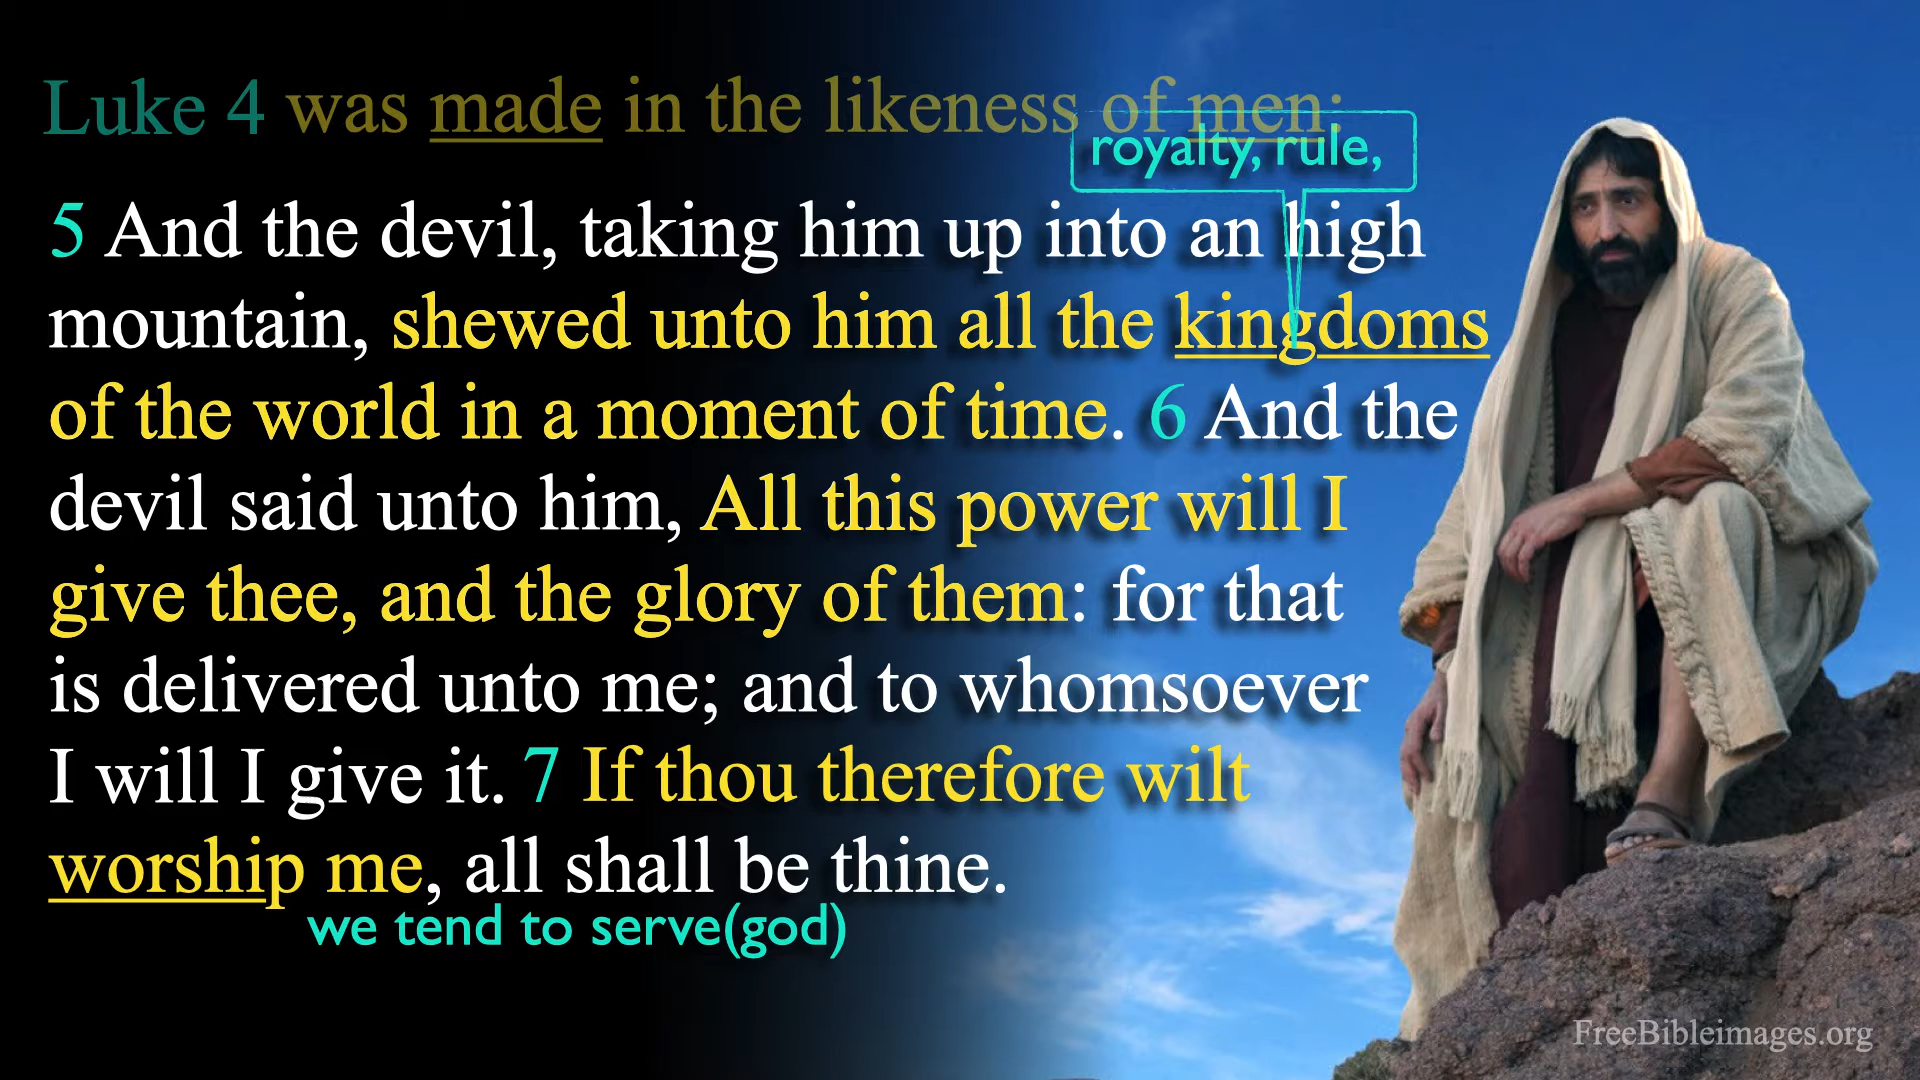 Luke 4 was made in the likeness of men:
royalty, rule,
5 And the devil, taking him up into an high
mountain, shewed unto him all the kingdoms
of the world in a moment of time. 6 And the
devil said unto him, All this power will I
give thee, and the glory of them: for that
is delivered unto me; and to whomsoever
I will I give it. 7 If thou therefore wilt
worship me, all shall be thine.
we tend to serve(god)
FreeBibleimages.org